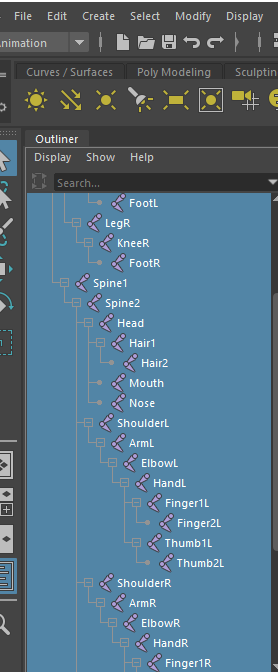 File Edit Create Select Modify Display
Animation
Curves / Surfaces Poly Modeling Sculptin
Outliner
Display Show Help
Search...
FootL
LegR
KneeR
FootR
Spine1
Spine2
Head
Hair1
Hair2
Mouth
Nose
ShoulderL
ArmL
ElbowL
HandL
Finger1L
Finger2L
Thumb1L
Thumb2L
ShoulderR
ArmR
ElbowR
HandR
Finger1R